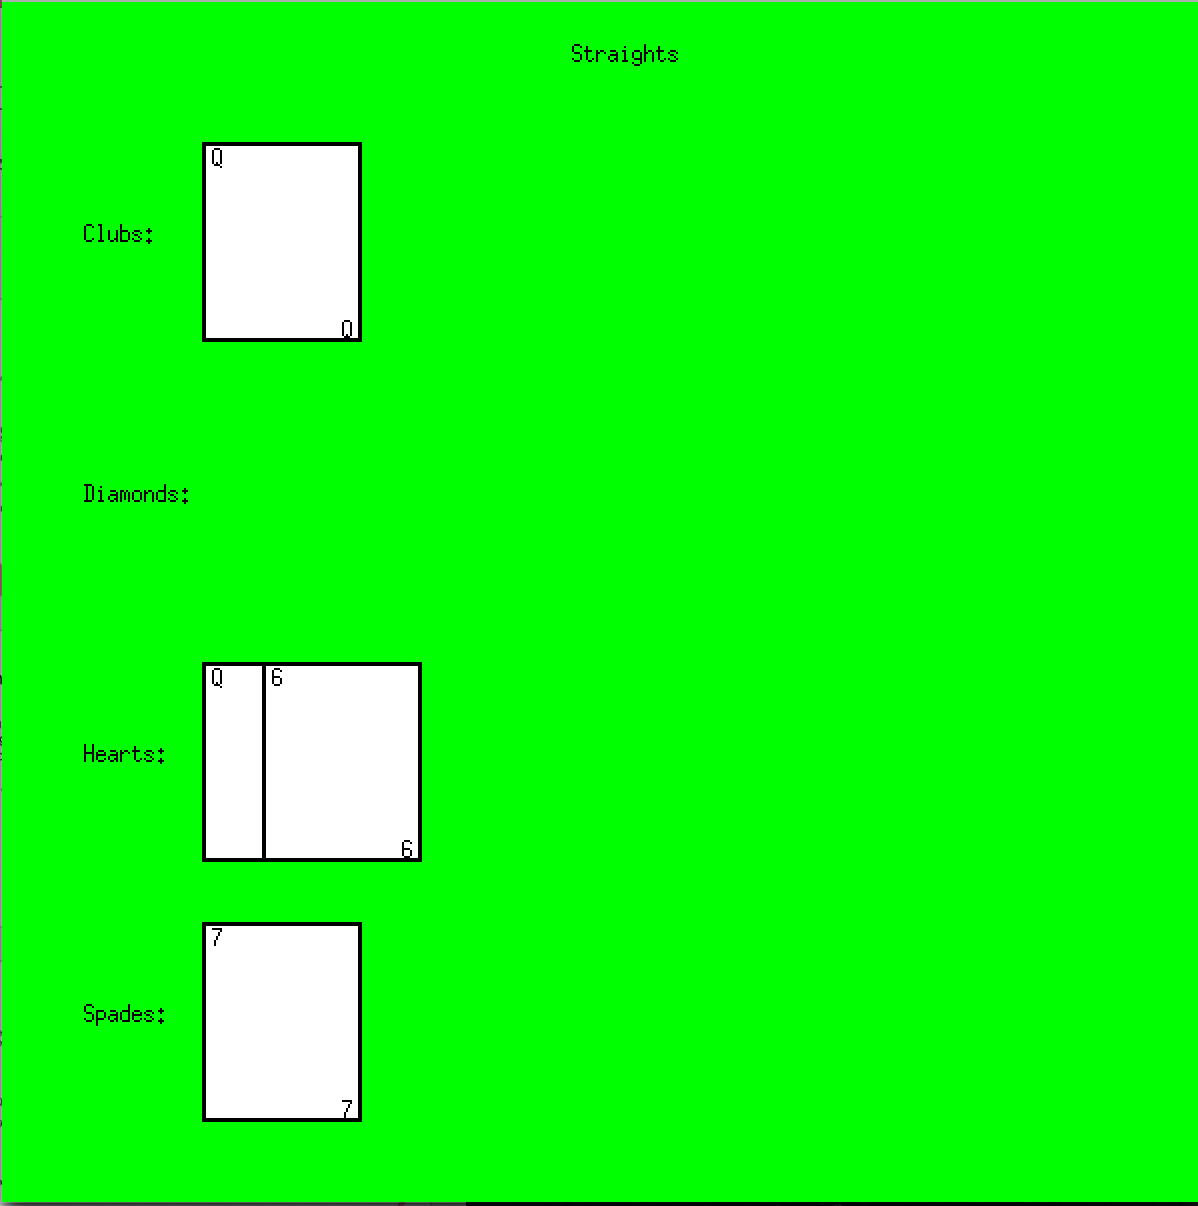 Straights
Q
Clubs:
Q
Diamonds:
Q 6
Hearts:
6
7
Spades:
7